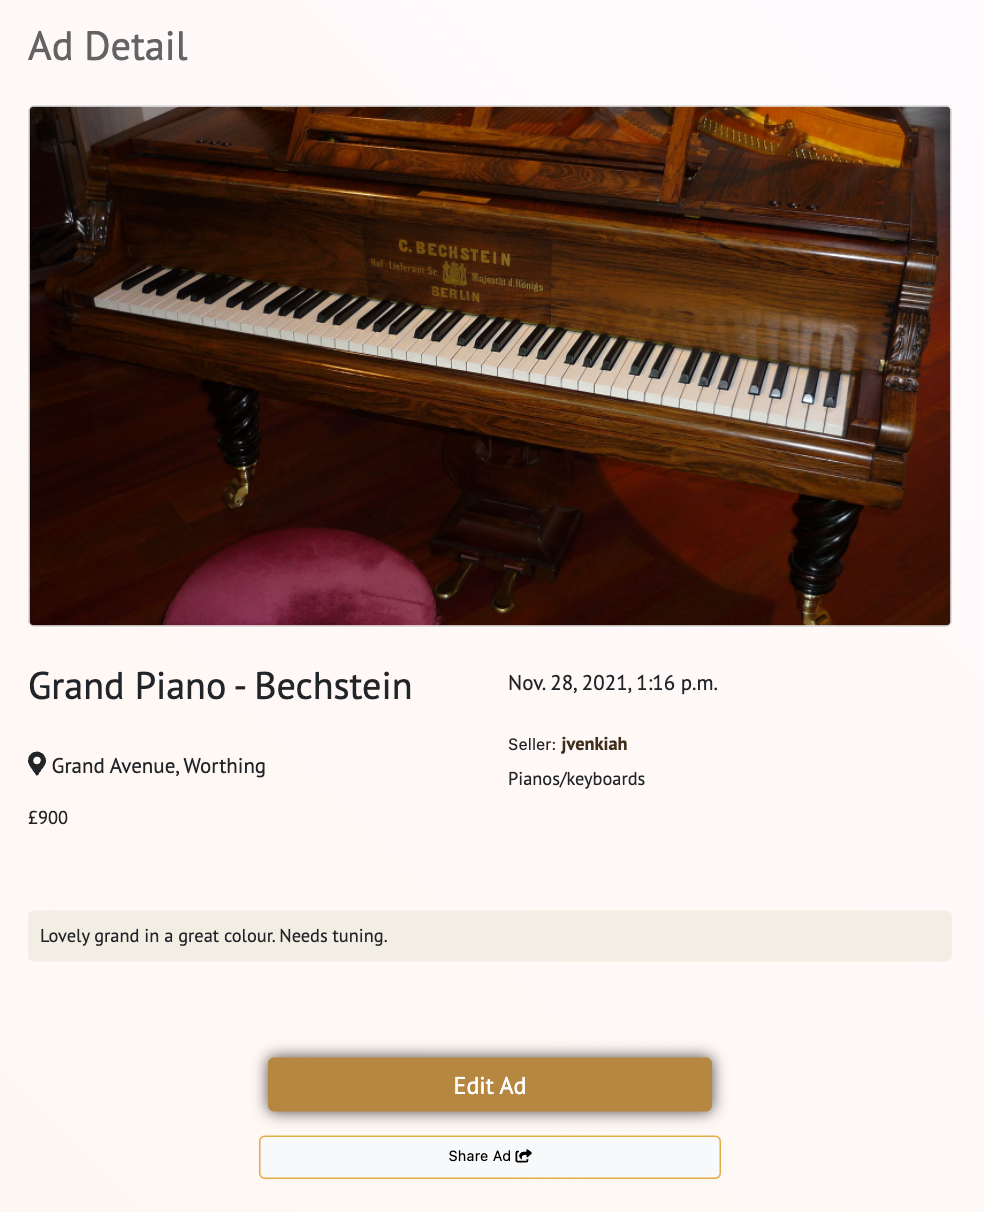 Ad Detail
C. BECHSTEIN
Hof-Lieferant Sr. Majestät d. Königs
BERLIN
Grand Piano - Bechstein
Nov. 28, 2021, 1:16 p.m.
Seller: jvenkiah
Grand Avenue, Worthing
Pianos/keyboards
£900
Lovely grand in a great colour. Needs tuning.
Edit Ad
Share Ad